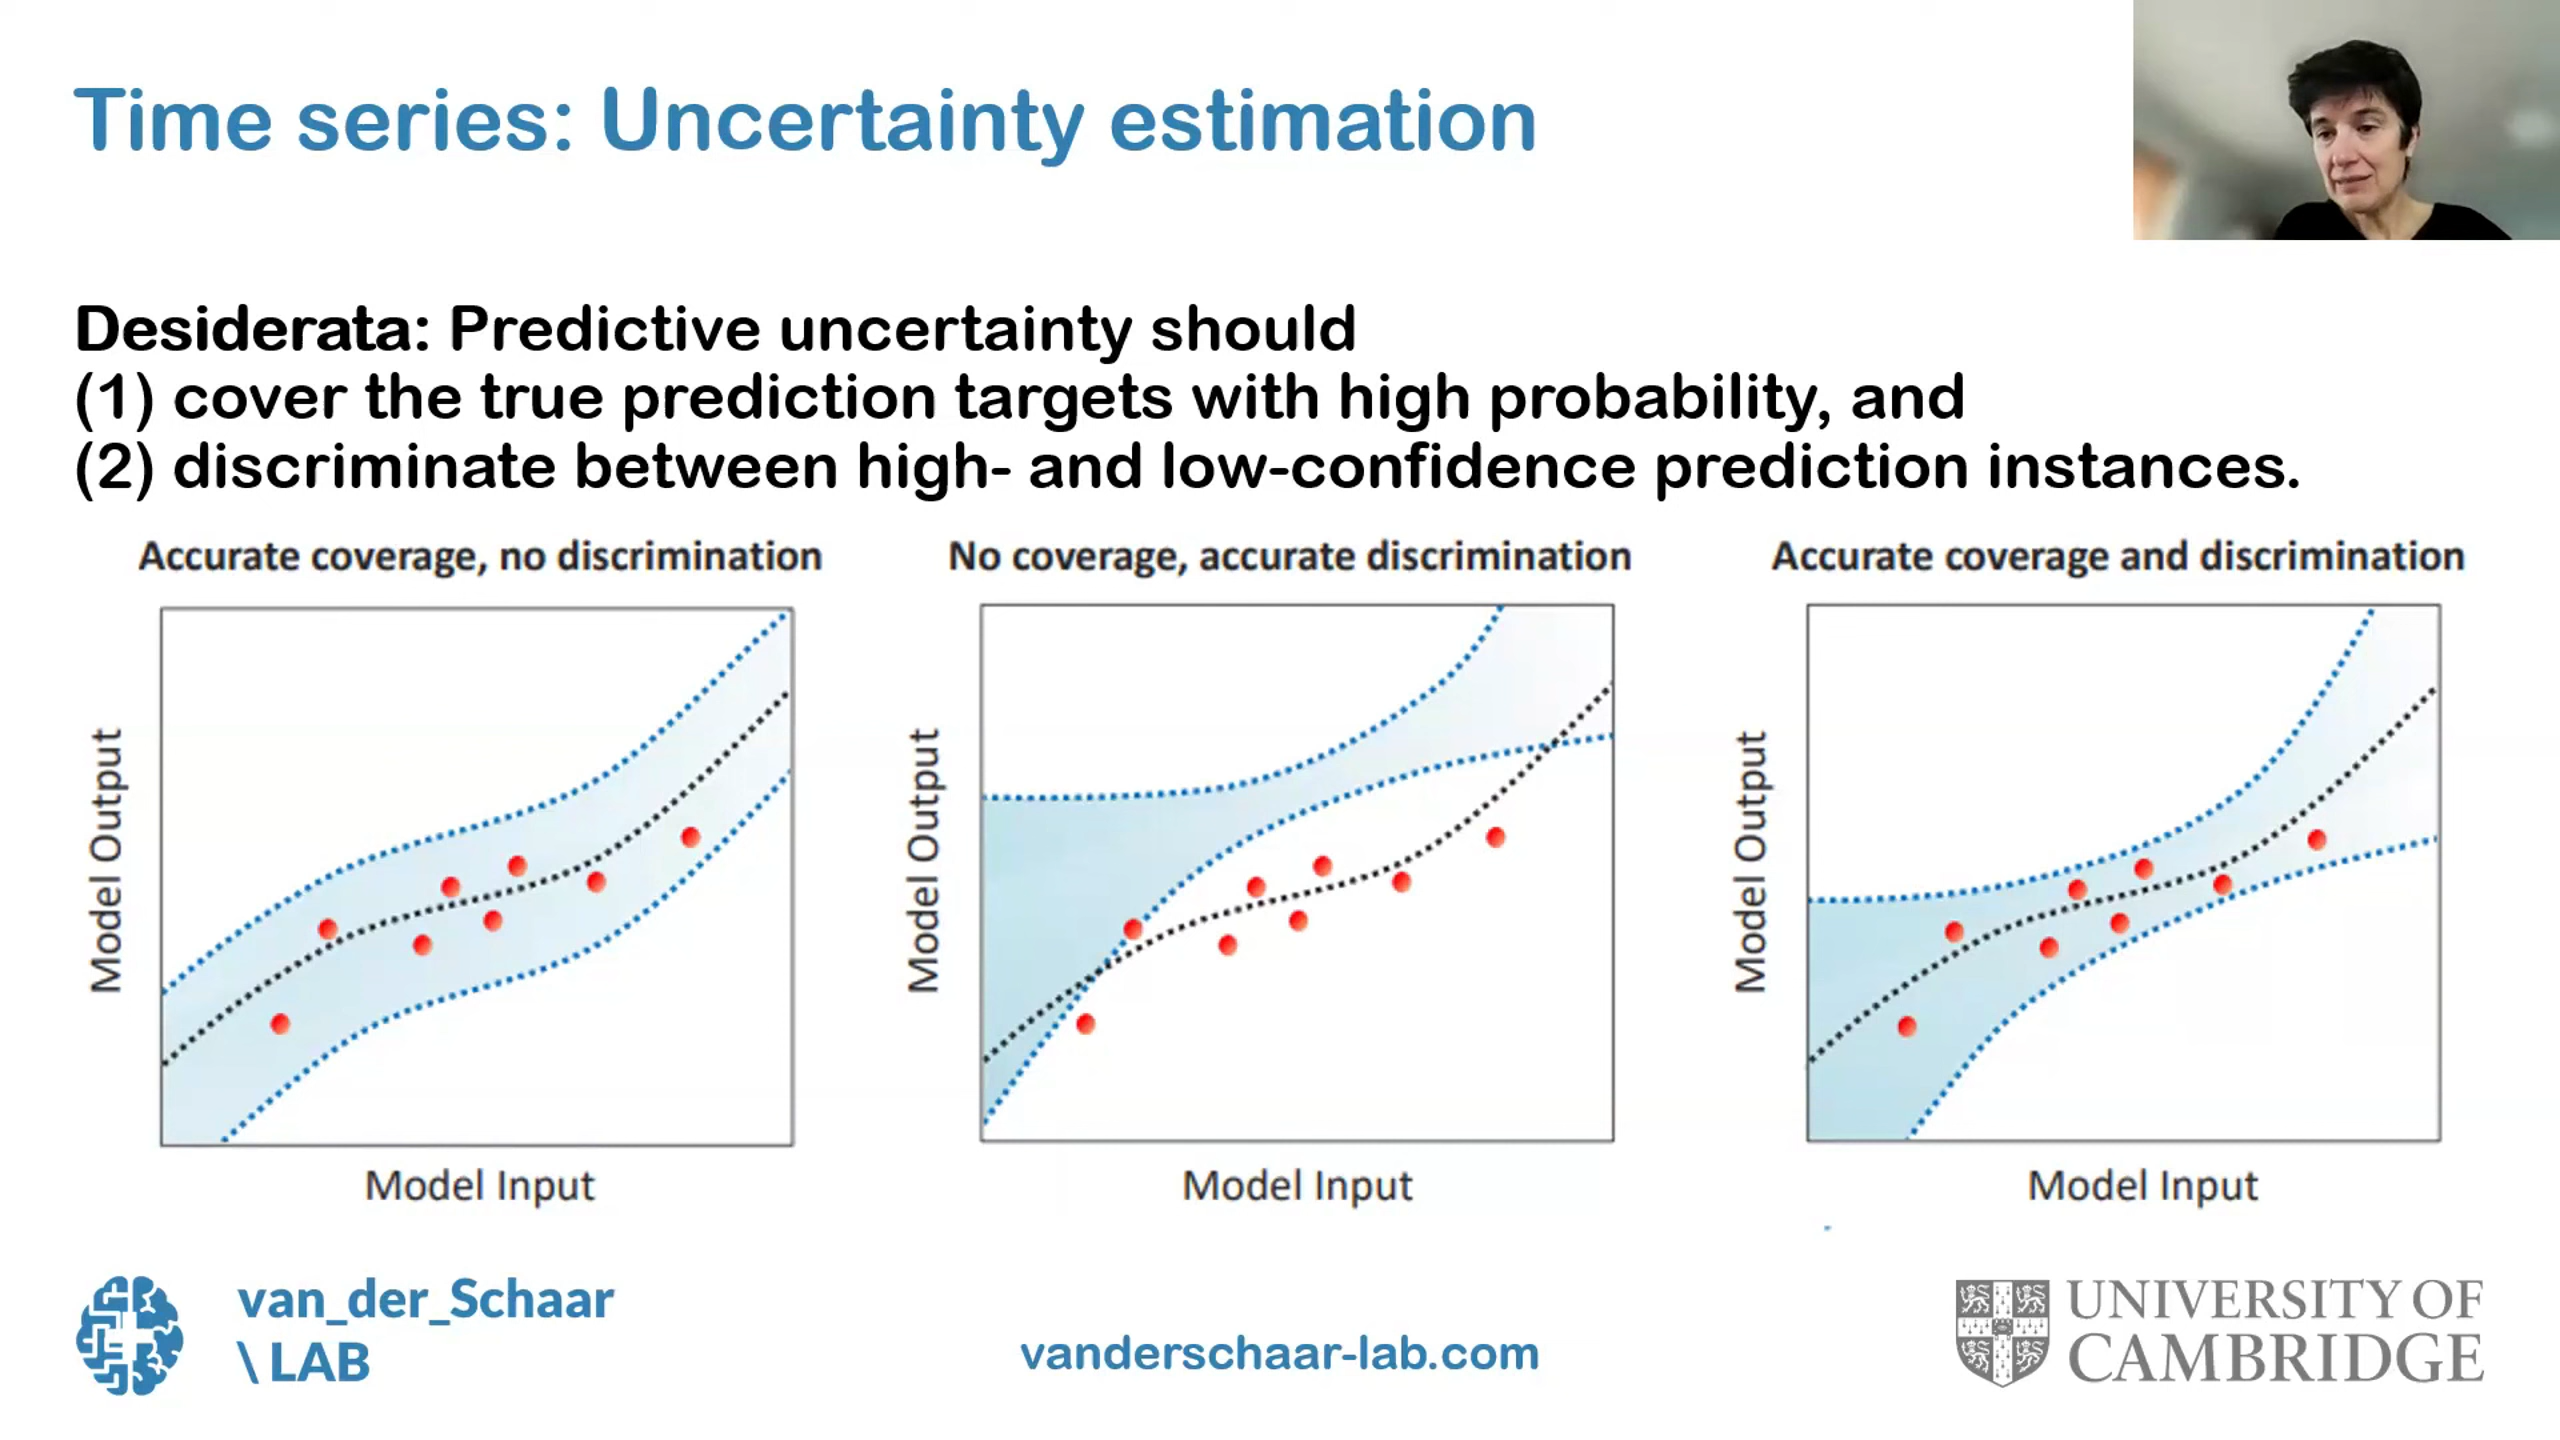 Time series: Uncertainty estimation
Desiderata: Predictive uncertainty should
(1) cover the true prediction targets with high probability, and
(2) discriminate between high- and low-confidence prediction instances.
Accurate coverage, no discrimination
Model Output
Model Input
No coverage, accurate discrimination
Model Output
Model Input
Accurate coverage and discrimination
Model Output
Model Input
van_der_Schaar
\ LAB
vanderschaar-lab.com
UNIVERSITY OF
CAMBRIDGE